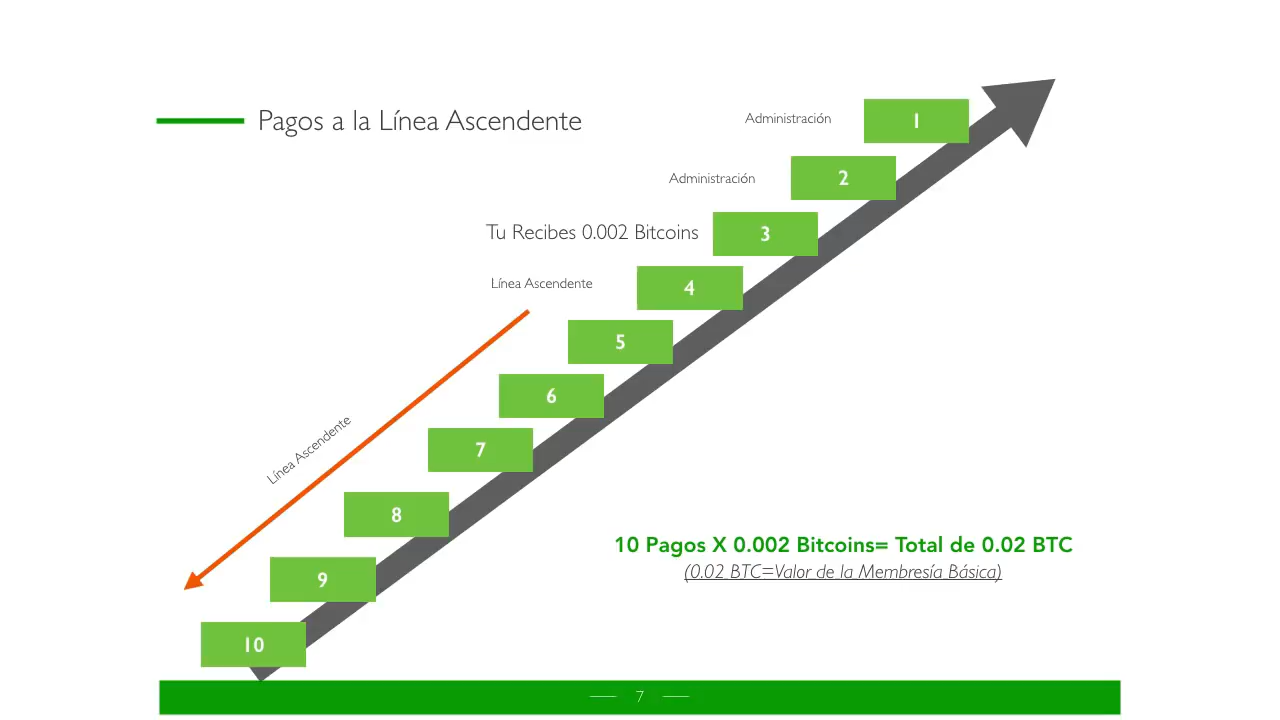 Pagos a la Línea Ascendente
Administración
1
Administración
2
Tu Recibes 0.002 Bitcoins
3
Línea Ascendente
4
5
6
Línea Ascendente
7
8
9
10
10 Pagos X 0.002 Bitcoins= Total de 0.02 BTC
(0.02 BTC=Valor de la Membresía Básica)
7